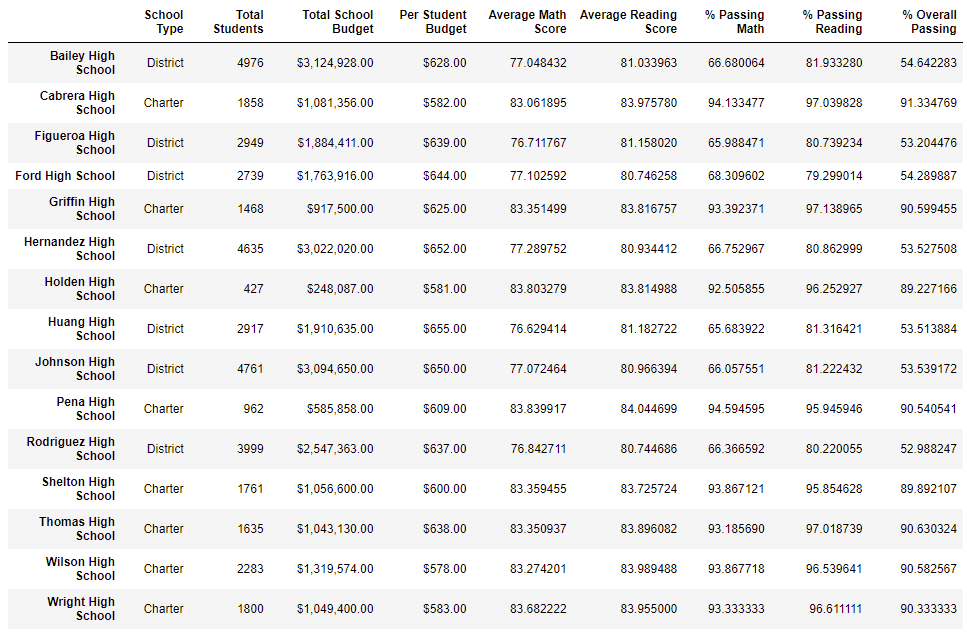 School Type Total Students Total School Budget Per Student Budget Average Math Score Average Reading Score % Passing Math % Passing Reading % Overall Passing
Bailey High School District 4976 $3,124,928.00 $628.00 77.048432 81.033963 66.680064 81.933280 54.642283
Cabrera High School Charter 1858 $1,081,356.00 $582.00 83.061895 83.975780 94.133477 97.039828 91.334769
Figueroa High School District 2949 $1,884,411.00 $639.00 76.711767 81.158020 65.988471 80.739234 53.204476
Ford High School District 2739 $1,763,916.00 $644.00 77.102592 80.746258 68.309602 79.299014 54.289887
Griffin High School Charter 1468 $917,500.00 $625.00 83.351499 83.816757 93.392371 97.138965 90.599455
Hernandez High School District 4635 $3,022,020.00 $652.00 77.289752 80.934412 66.752967 80.862999 53.527508
Holden High School Charter 427 $248,087.00 $581.00 83.803279 83.814988 92.505855 96.252927 89.227166
Huang High School District 2917 $1,910,635.00 $655.00 76.629414 81.182722 65.683922 81.316421 53.513884
Johnson High School District 4761 $3,094,650.00 $650.00 77.072464 80.966394 66.057551 81.222432 53.539172
Pena High School Charter 962 $585,858.00 $609.00 83.839917 84.044699 94.594595 95.945946 90.540541
Rodriguez High School District 3999 $2,547,363.00 $637.00 76.842711 80.744686 66.366592 80.220055 52.988247
Shelton High School Charter 1761 $1,056,600.00 $600.00 83.359455 83.725724 93.867121 95.854628 89.892107
Thomas High School Charter 1635 $1,043,130.00 $638.00 83.350937 83.896082 93.185690 97.018739 90.630324
Wilson High School Charter 2283 $1,319,574.00 $578.00 83.274201 83.989488 93.867718 96.539641 90.582567
Wright High School Charter 1800 $1,049,400.00 $583.00 83.682222 83.955000 93.333333 96.611111 90.333333